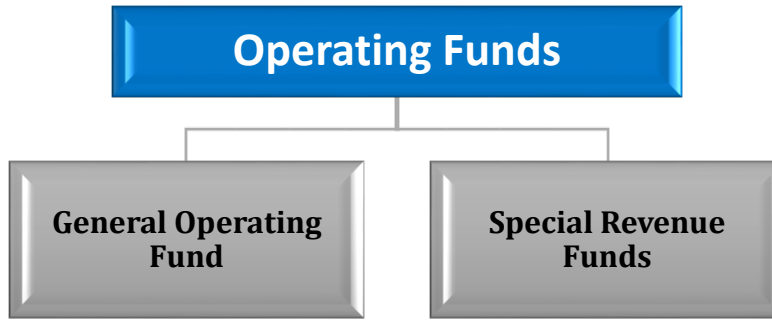 Operating Funds
General Operating
Fund
Special Revenue
Funds